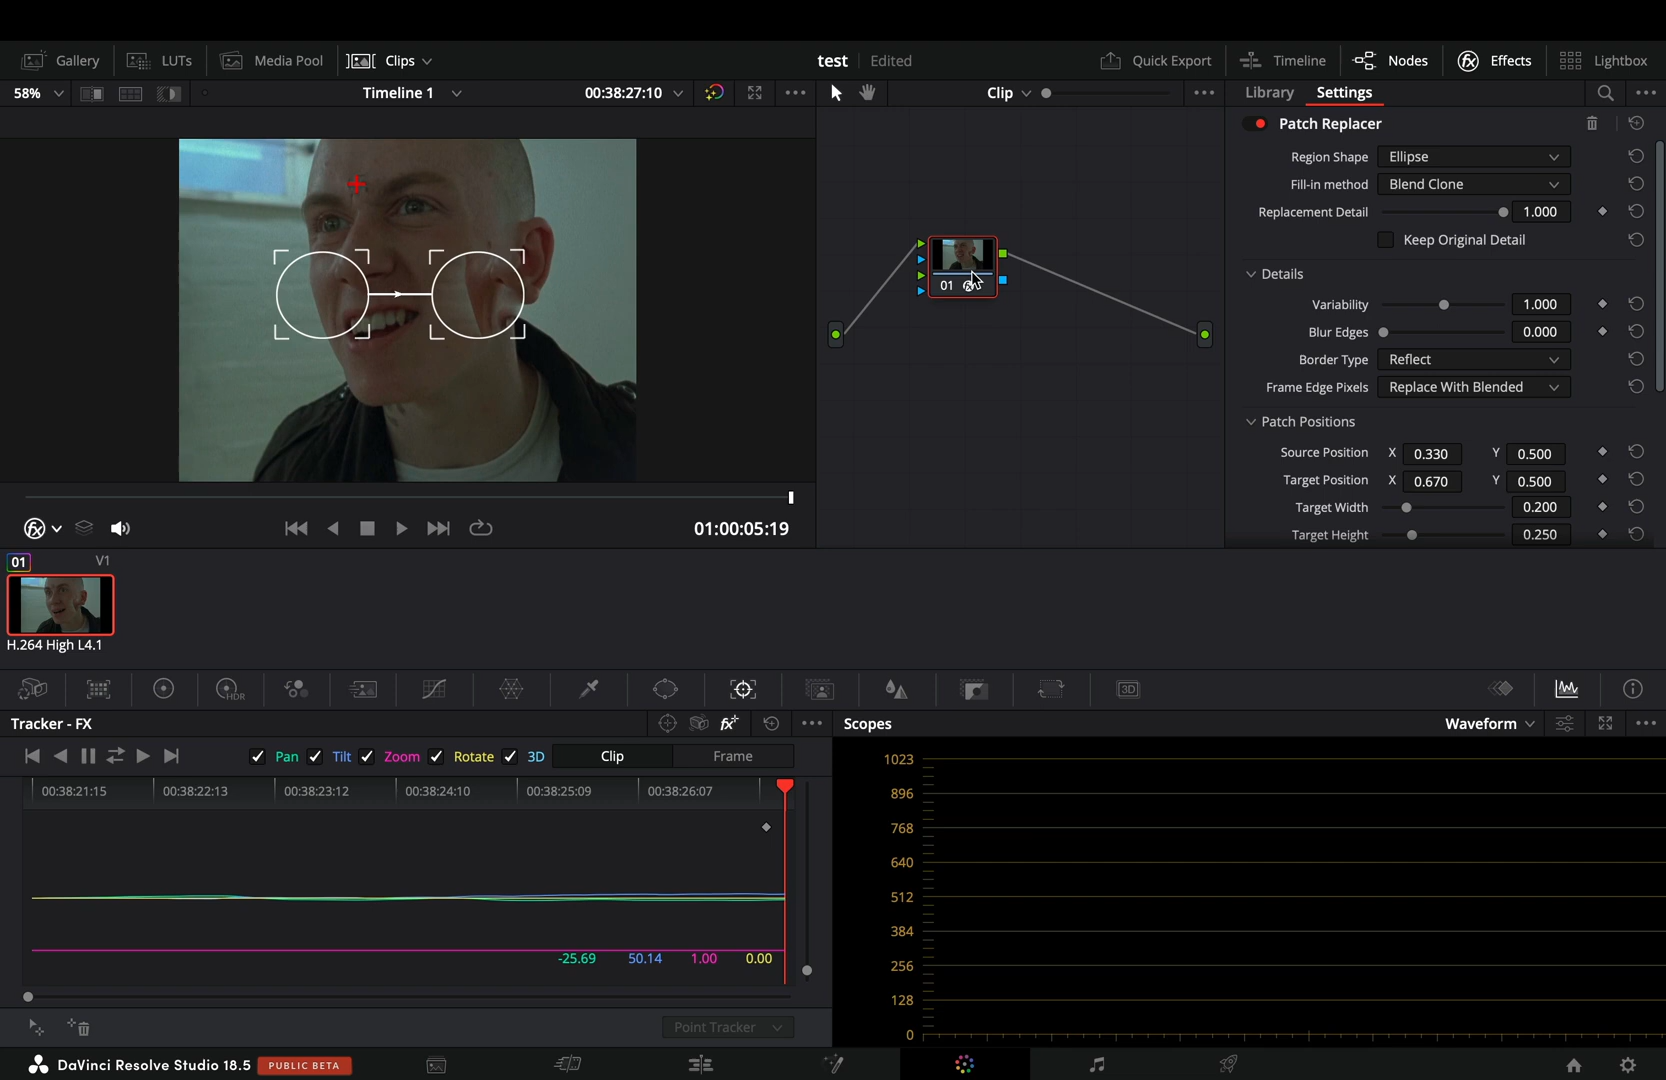 Gallery LUTs Media Pool Clips test Edited Quick Export Timeline Nodes Effects Lightbox
58% Timeline 1 00:38:27:10 Clip Library Settings
Patch Replacer
Region Shape Ellipse
Fill-in method Blend Clone
Replacement Detail 1.000
Keep Original Detail
Details
Variability 1.000
Blur Edges 0.000
Border Type Reflect
Frame Edge Pixels Replace With Blended
Patch Positions
Source Position X 0.330 Y 0.500
Target Position X 0.670 Y 0.500
Target Width 0.200
Target Height 0.250
01
01:00:05:19
01 V1
H.264 High L4.1
HDR 3D
Tracker - FX Scopes Waveform
Pan Tilt Zoom Rotate 3D Clip Frame
00:38:21:15 00:38:22:13 00:38:23:12 00:38:24:10 00:38:25:09 00:38:26:07
-25.69 50.14 1.00 0.00
1023
896
768
640
512
384
256
128
0
Point Tracker
DaVinci Resolve Studio 18.5 PUBLIC BETA